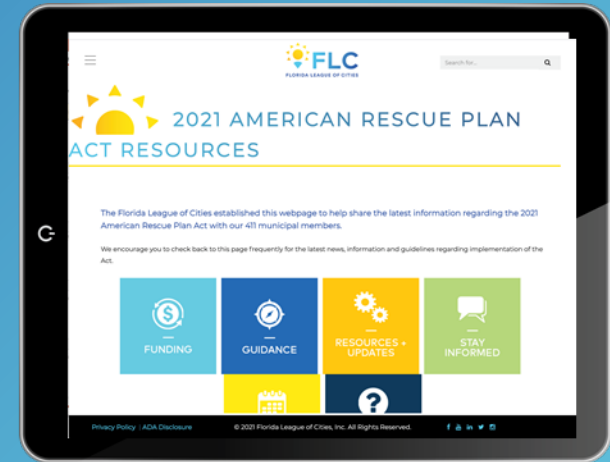 FLC
FLORIDA LEAGUE OF CITIES
Search for...
2021 AMERICAN RESCUE PLAN
ACT RESOURCES
The Florida League of Cities established this webpage to help share the latest information regarding the 2021
American Rescue Plan Act with our 411 municipal members.
We encourage you to check back to this page frequently for the latest news, information and guidelines regarding implementation of the
Act.
FUNDING
GUIDANCE
RESOURCES +
UPDATES
STAY
INFORMED
Privacy Policy | ADA Disclosure © 2021 Florida League of Cities, Inc. All Rights Reserved.